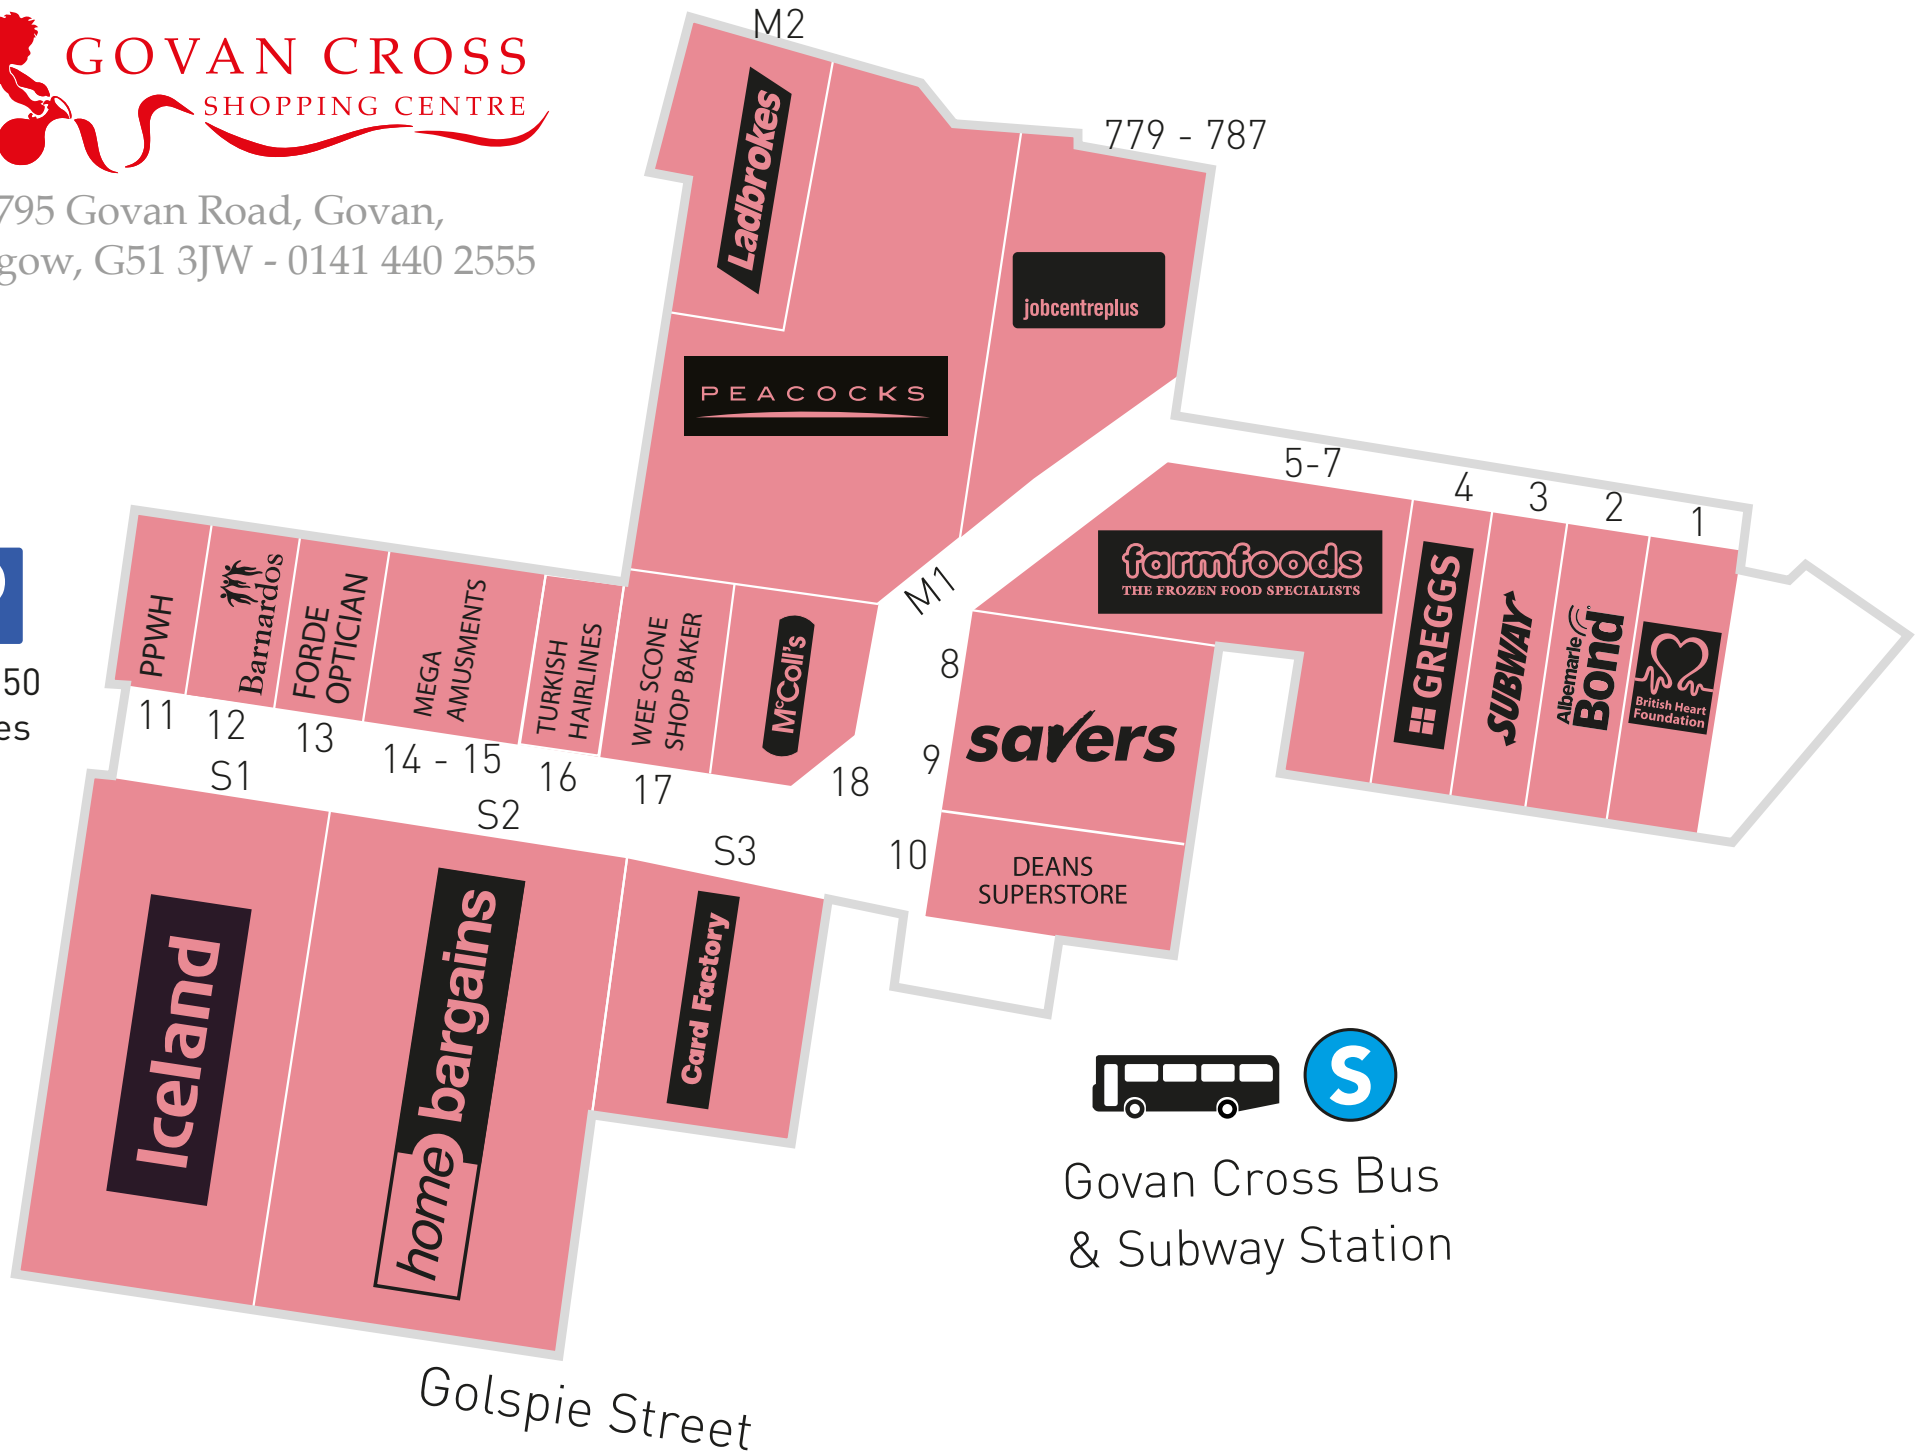 GOVAN CROSS
SHOPPING CENTRE
795 Govan Road, Govan,
gow, G51 3JW - 0141 440 2555
M2
Ladbrokes
779 - 787
jobcentreplus
PEACOCKS
M1
5-7
4
3
2
1
farmfoods
THE FROZEN FOOD SPECIALISTS
GREGGS
SUBWAY
Albemarle
Bond
British Heart
Foundation
50
es
PPWH
Barnardos
FORDE
OPTICIAN
MEGA
AMUSMENTS
TURKISH
HAIRLINES
WEE SCONE
SHOP BAKER
McColl's
11
12
13
14 - 15
16
17
18
8
9
10
savers
DEANS
SUPERSTORE
S1
S2
S3
Iceland
home bargains
Card Factory
S
Govan Cross Bus
& Subway Station
Golspie Street